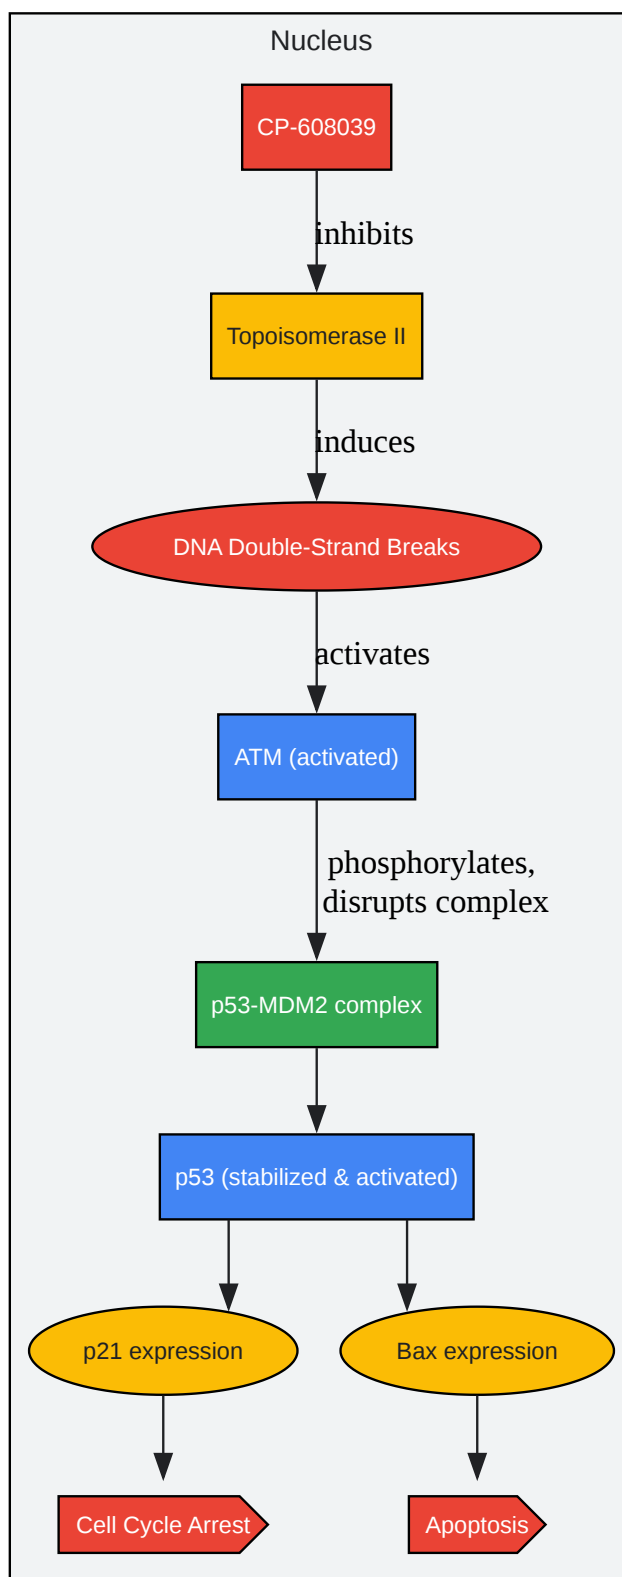 Nucleus
CP-608039
inhibits
Topoisomerase II
induces
DNA Double-Strand Breaks
activates
ATM (activated)
phosphorylates,
disrupts complex
p53-MDM2 complex
p53 (stabilized & activated)
p21 expression
Bax expression
Cell Cycle Arrest
Apoptosis